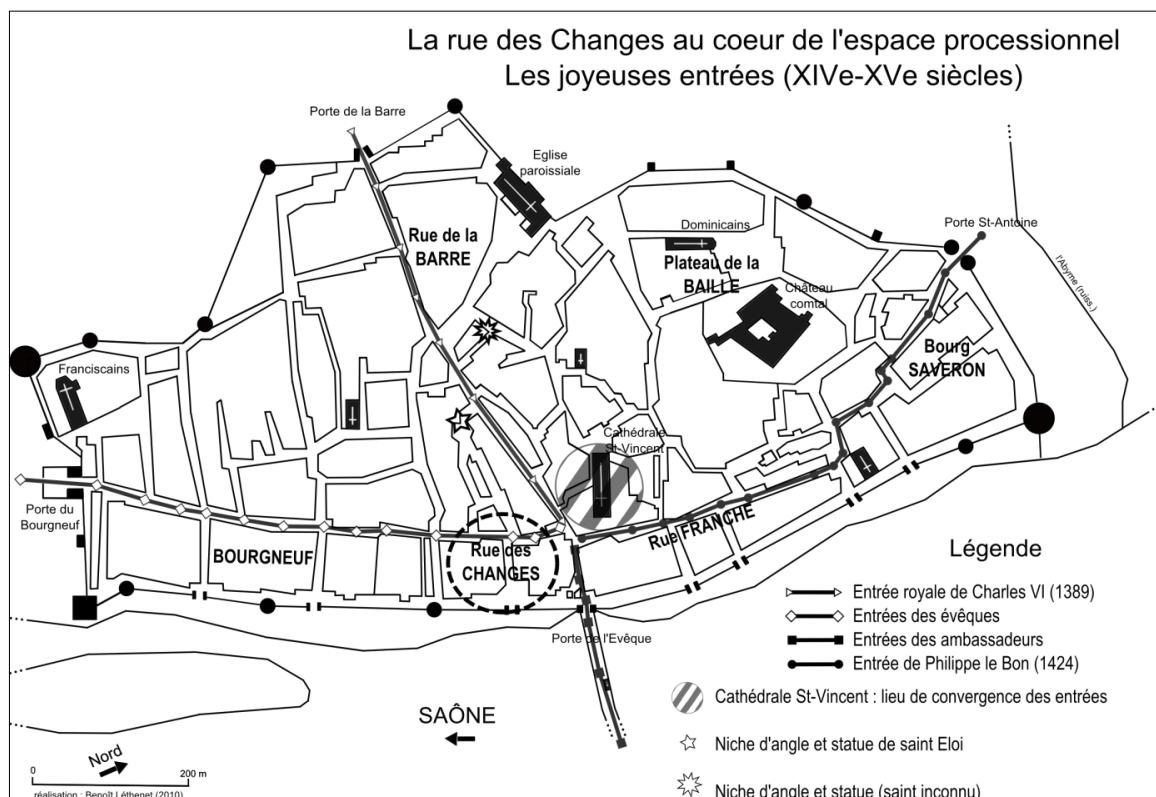 La rue des Changes au coeur de l'espace processionnel
Les joyeuses entrées (XIVe-XVe siècles)
Porte de la Barre
Eglise
paroissiale
Rue de la
BARRE
Dominicains
Plateau de la
BAILLE
Château
comtal
Porte St-Antoine
l'Abyme (ruiss.)
Bourg
SAVERON
Franciscains
Cathédrale
St-Vincent
Porte du
Bourgneuf
BOURGNEUF
Rue des
CHANGES
Rue FRANCHE
Porte de l'Evêque
SAÔNE
Nord
0 200 m
réalisation : Benoît Léthenet (2010)
Légende
Entrée royale de Charles VI (1389)
Entrées des évêques
Entrées des ambassadeurs
Entrée de Philippe le Bon (1424)
Cathédrale St-Vincent : lieu de convergence des entrées
Niche d'angle et statue de saint Eloi
Niche d'angle et statue (saint inconnu)